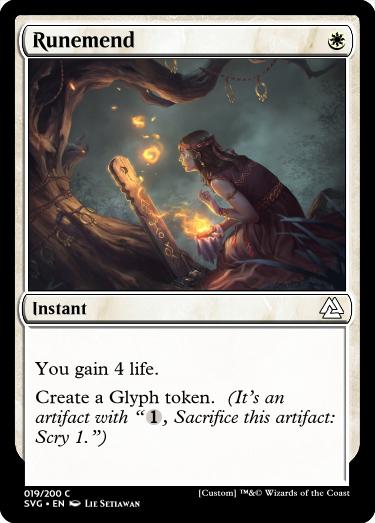 Runemend
Instant
You gain 4 life.
Create a Glyph token. (It's an
artifact with “1, Sacrifice this artifact:
Scry 1.”)
019/200 C
SVG • EN Lie Setiawan
[Custom] ™&© Wizards of the Coast